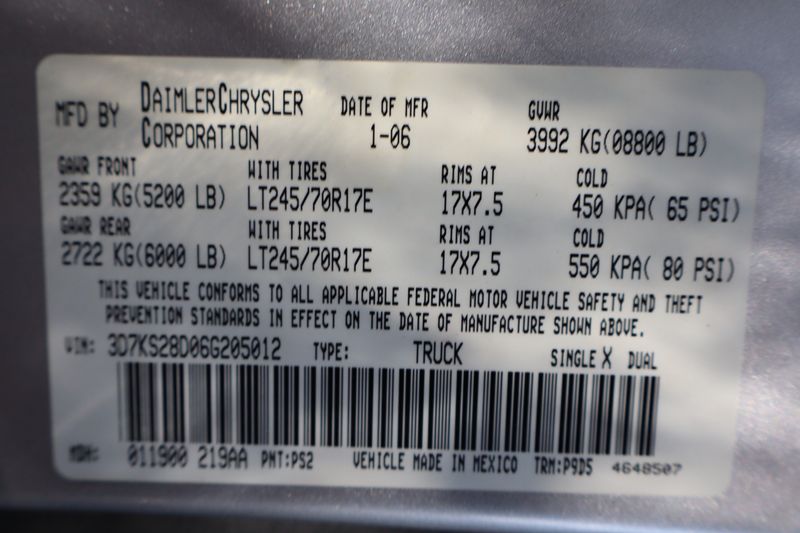 MFD BY DAIMLERCHRYSLER CORPORATION DATE OF MFR 1-06 GVWR 3992 KG(08800 LB)
GAWR FRONT WITH TIRES RIMS AT COLD
2359 KG(5200 LB) LT245/70R17E 17X7.5 450 KPA( 65 PSI)
GAWR REAR WITH TIRES RIMS AT COLD
2722 KG(6000 LB) LT245/70R17E 17X7.5 550 KPA( 80 PSI)
THIS VEHICLE CONFORMS TO ALL APPLICABLE FEDERAL MOTOR VEHICLE SAFETY AND THEFT
PREVENTION STANDARDS IN EFFECT ON THE DATE OF MANUFACTURE SHOWN ABOVE.
VIN: 3D7KS28D06G205012 TYPE: TRUCK SINGLE X DUAL
MDH: 011900 219AA PNT:PS2 VEHICLE MADE IN MEXICO TRM:P9D5 4648507